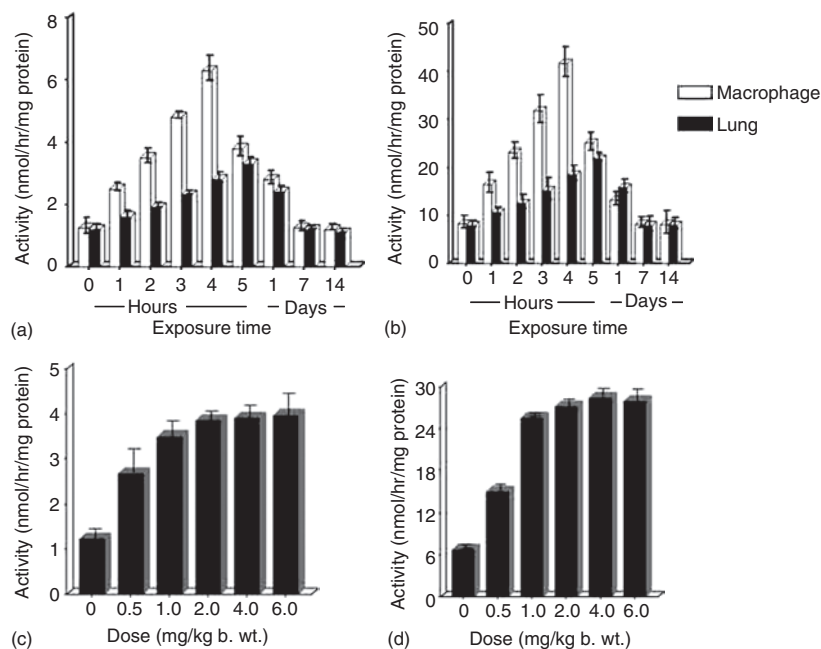 8
6
4
2
0
Activity (nmol/hr/mg protein)
0 1 2 3 4 5 1 7 14
Hours Days
Exposure time
(a)
50
40
30
20
10
0
Activity (nmol/hr/mg protein)
0 1 2 3 4 5 1 7 14
Hours Days
Exposure time
(b)
Macrophage
Lung
5
4
3
2
1
0
Activity (nmol/hr/mg protein)
0 0.5 1.0 2.0 4.0 6.0
Dose (mg/kg b. wt.)
(c)
30
24
18
12
6
0
Activity (nmol/hr/mg protein)
0 0.5 1.0 2.0 4.0 6.0
Dose (mg/kg b. wt.)
(d)